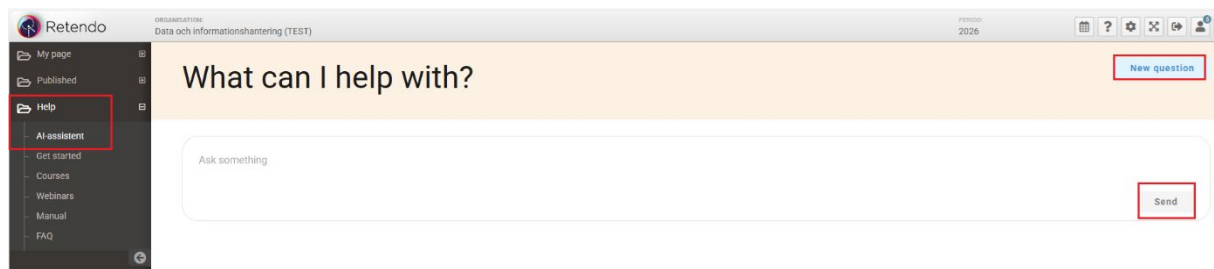 Retendo
ORGANISATION:
Data och informationshantering (TEST)
PERIOD:
2026
My page
Published
Help
AI-assistent
Get started
Courses
Webinars
Manual
FAQ
What can I help with?
New question
Ask something
Send